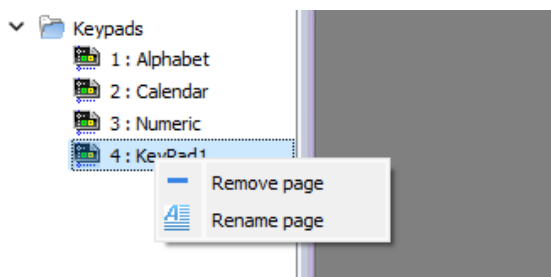 Keypads
1 : Alphabet
2 : Calendar
3 : Numeric
4 : KeyPad1
Remove page
Rename page